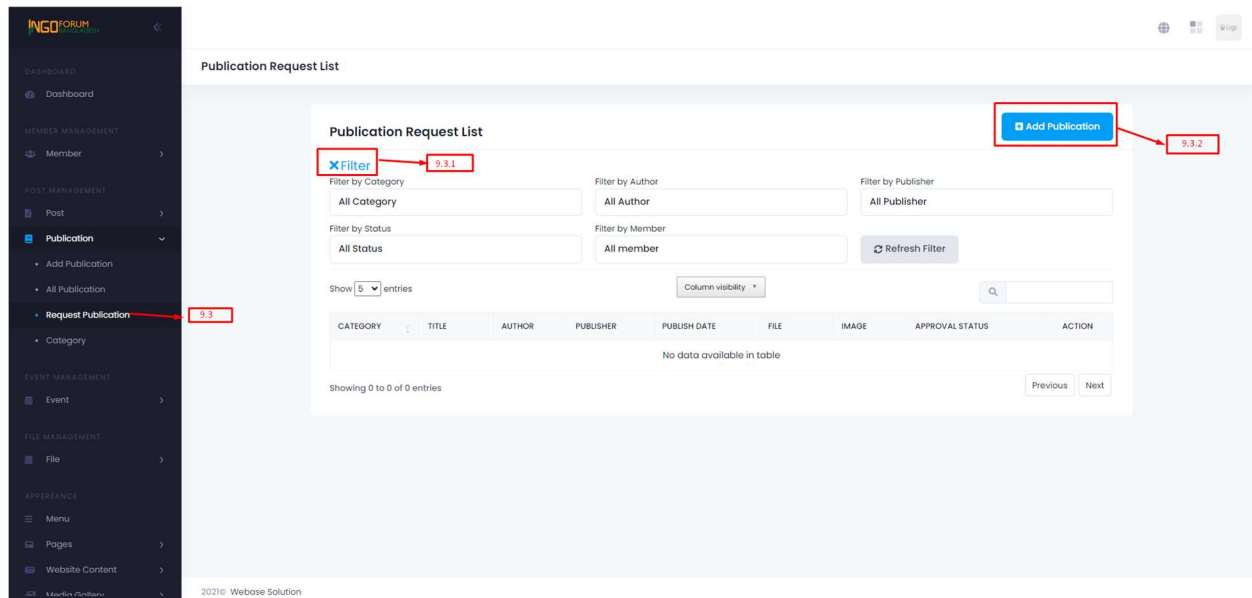 INGO FORUM
BANGLADESH
Logo
DASHBOARD
Dashboard
MEMBER MANAGEMENT
Member
POST MANAGEMENT
Post
Publication
Add Publication
All Publication
Request Publication
9.3
Category
EVENT MANAGEMENT
Event
FILE MANAGEMENT
File
APPEREANCE
Menu
Pages
Website Content
Media Gallery
Publication Request List
Publication Request List
Add Publication
9.3.2
Filter
9.3.1
Filter by Category
Filter by Author
Filter by Publisher
All Category
All Author
All Publisher
Filter by Status
Filter by Member
All Status
All member
Refresh Filter
Show 5 entries
Column visibility
CATEGORY TITLE AUTHOR PUBLISHER PUBLISH DATE FILE IMAGE APPROVAL STATUS ACTION
No data available in table
Showing 0 to 0 of 0 entries
Previous Next
2021© Webase Solution